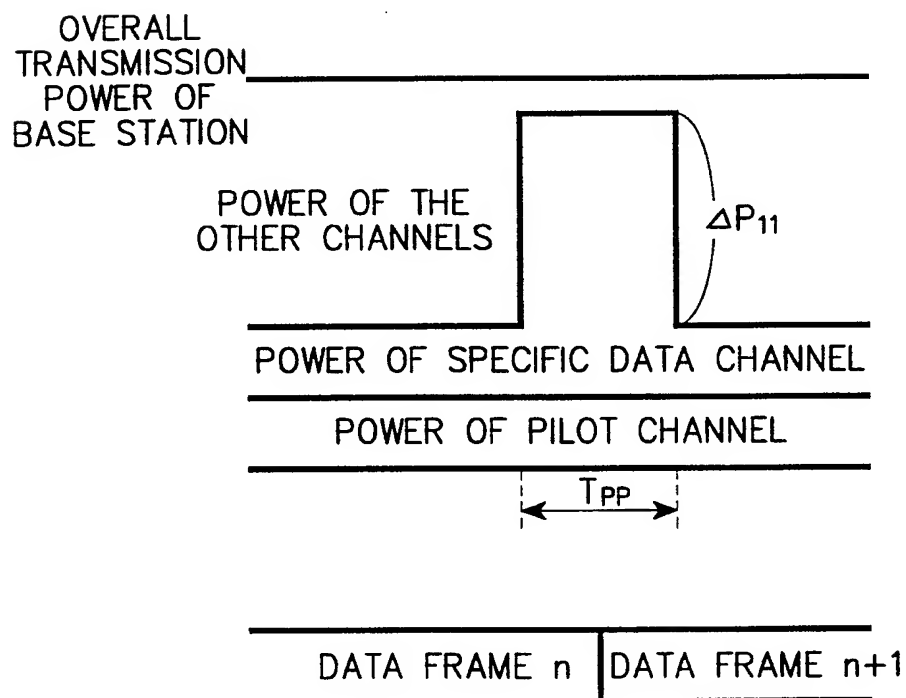 OVERALL
TRANSMISSION
POWER OF
BASE STATION
POWER OF THE
OTHER CHANNELS
ΔP11
POWER OF SPECIFIC DATA CHANNEL
POWER OF PILOT CHANNEL
TPP
DATA FRAME n
DATA FRAME n+1